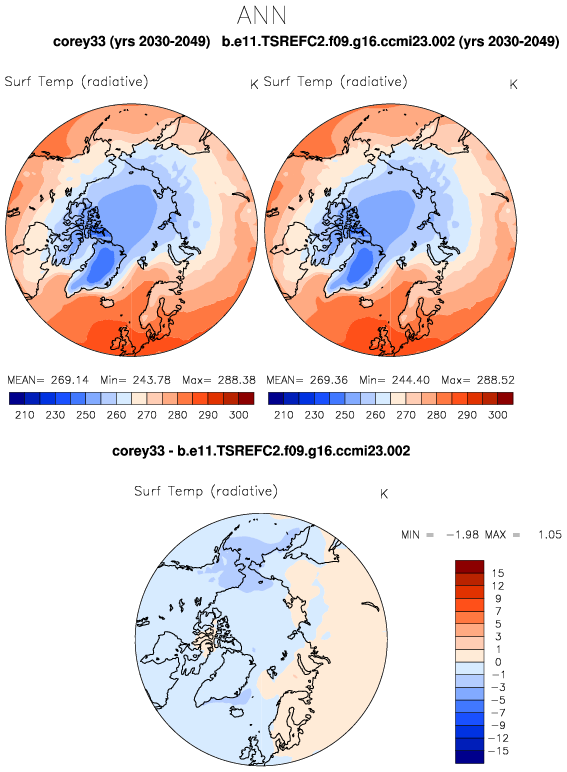 ANN
corey33 (yrs 2030-2049) b.e11.TSREFC2.f09.g16.ccmi23.002 (yrs 2030-2049)
Surf Temp (radiative) K Surf Temp (radiative) K
MEAN= 269.14 Min= 243.78 Max= 288.38 MEAN= 269.36 Min= 244.40 Max= 288.52
210 230 250 260 270 280 290 300 210 230 250 260 270 280 290 300
corey33 - b.e11.TSREFC2.f09.g16.ccmi23.002
Surf Temp (radiative) K
MIN = -1.98 MAX = 1.05
15
12
9
7
5
3
1
0
-1
-3
-5
-7
-9
-12
-15